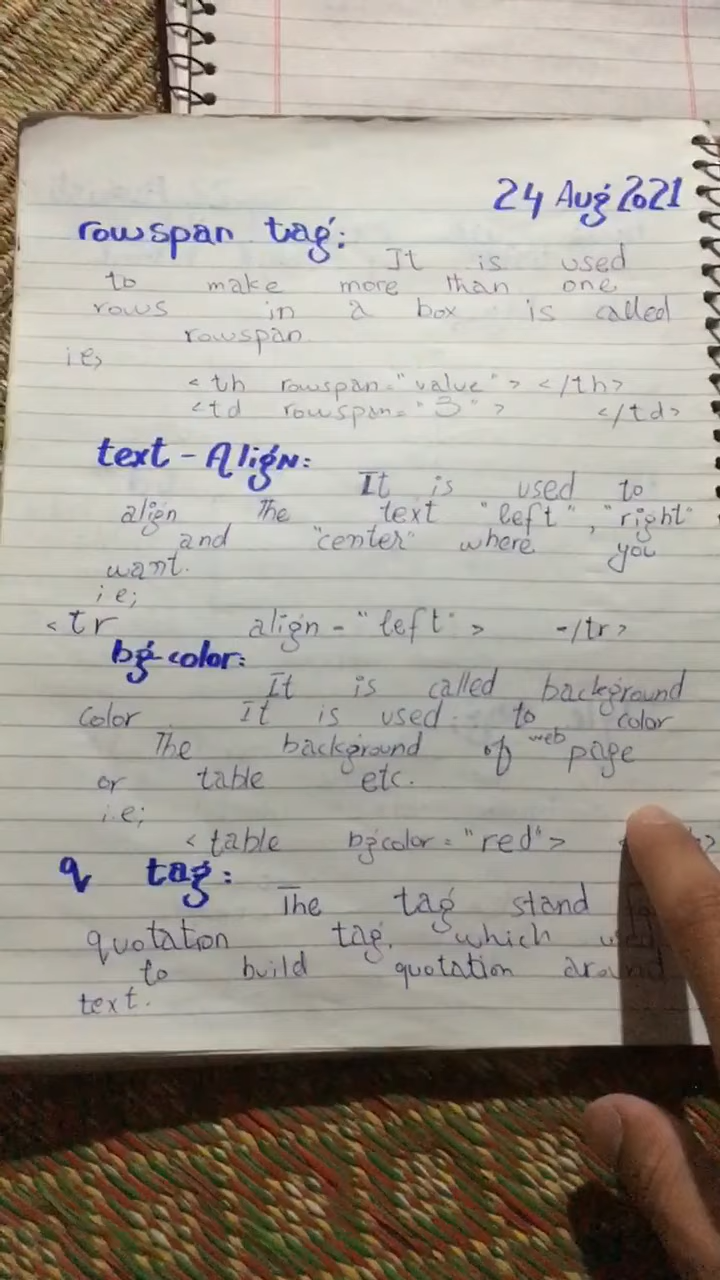 24 Aug 2021
rowspan tag:
It is used
to make more than one
rows in a box is called
rowspan
i.e;
<th rowspan="value"> </th>
<td rowspan="3"> </td>
text-Align:
It is used to
align The text "left", "right"
and "center" where you
want.
i.e;
<tr align="left"> </tr>
bg color:
It is called background
color. It is used to color
The background of web page
or table etc.
i.e;
<table bgcolor="red">
q tag:
The tag stand
quotation tag. which
to build quotation around
text.